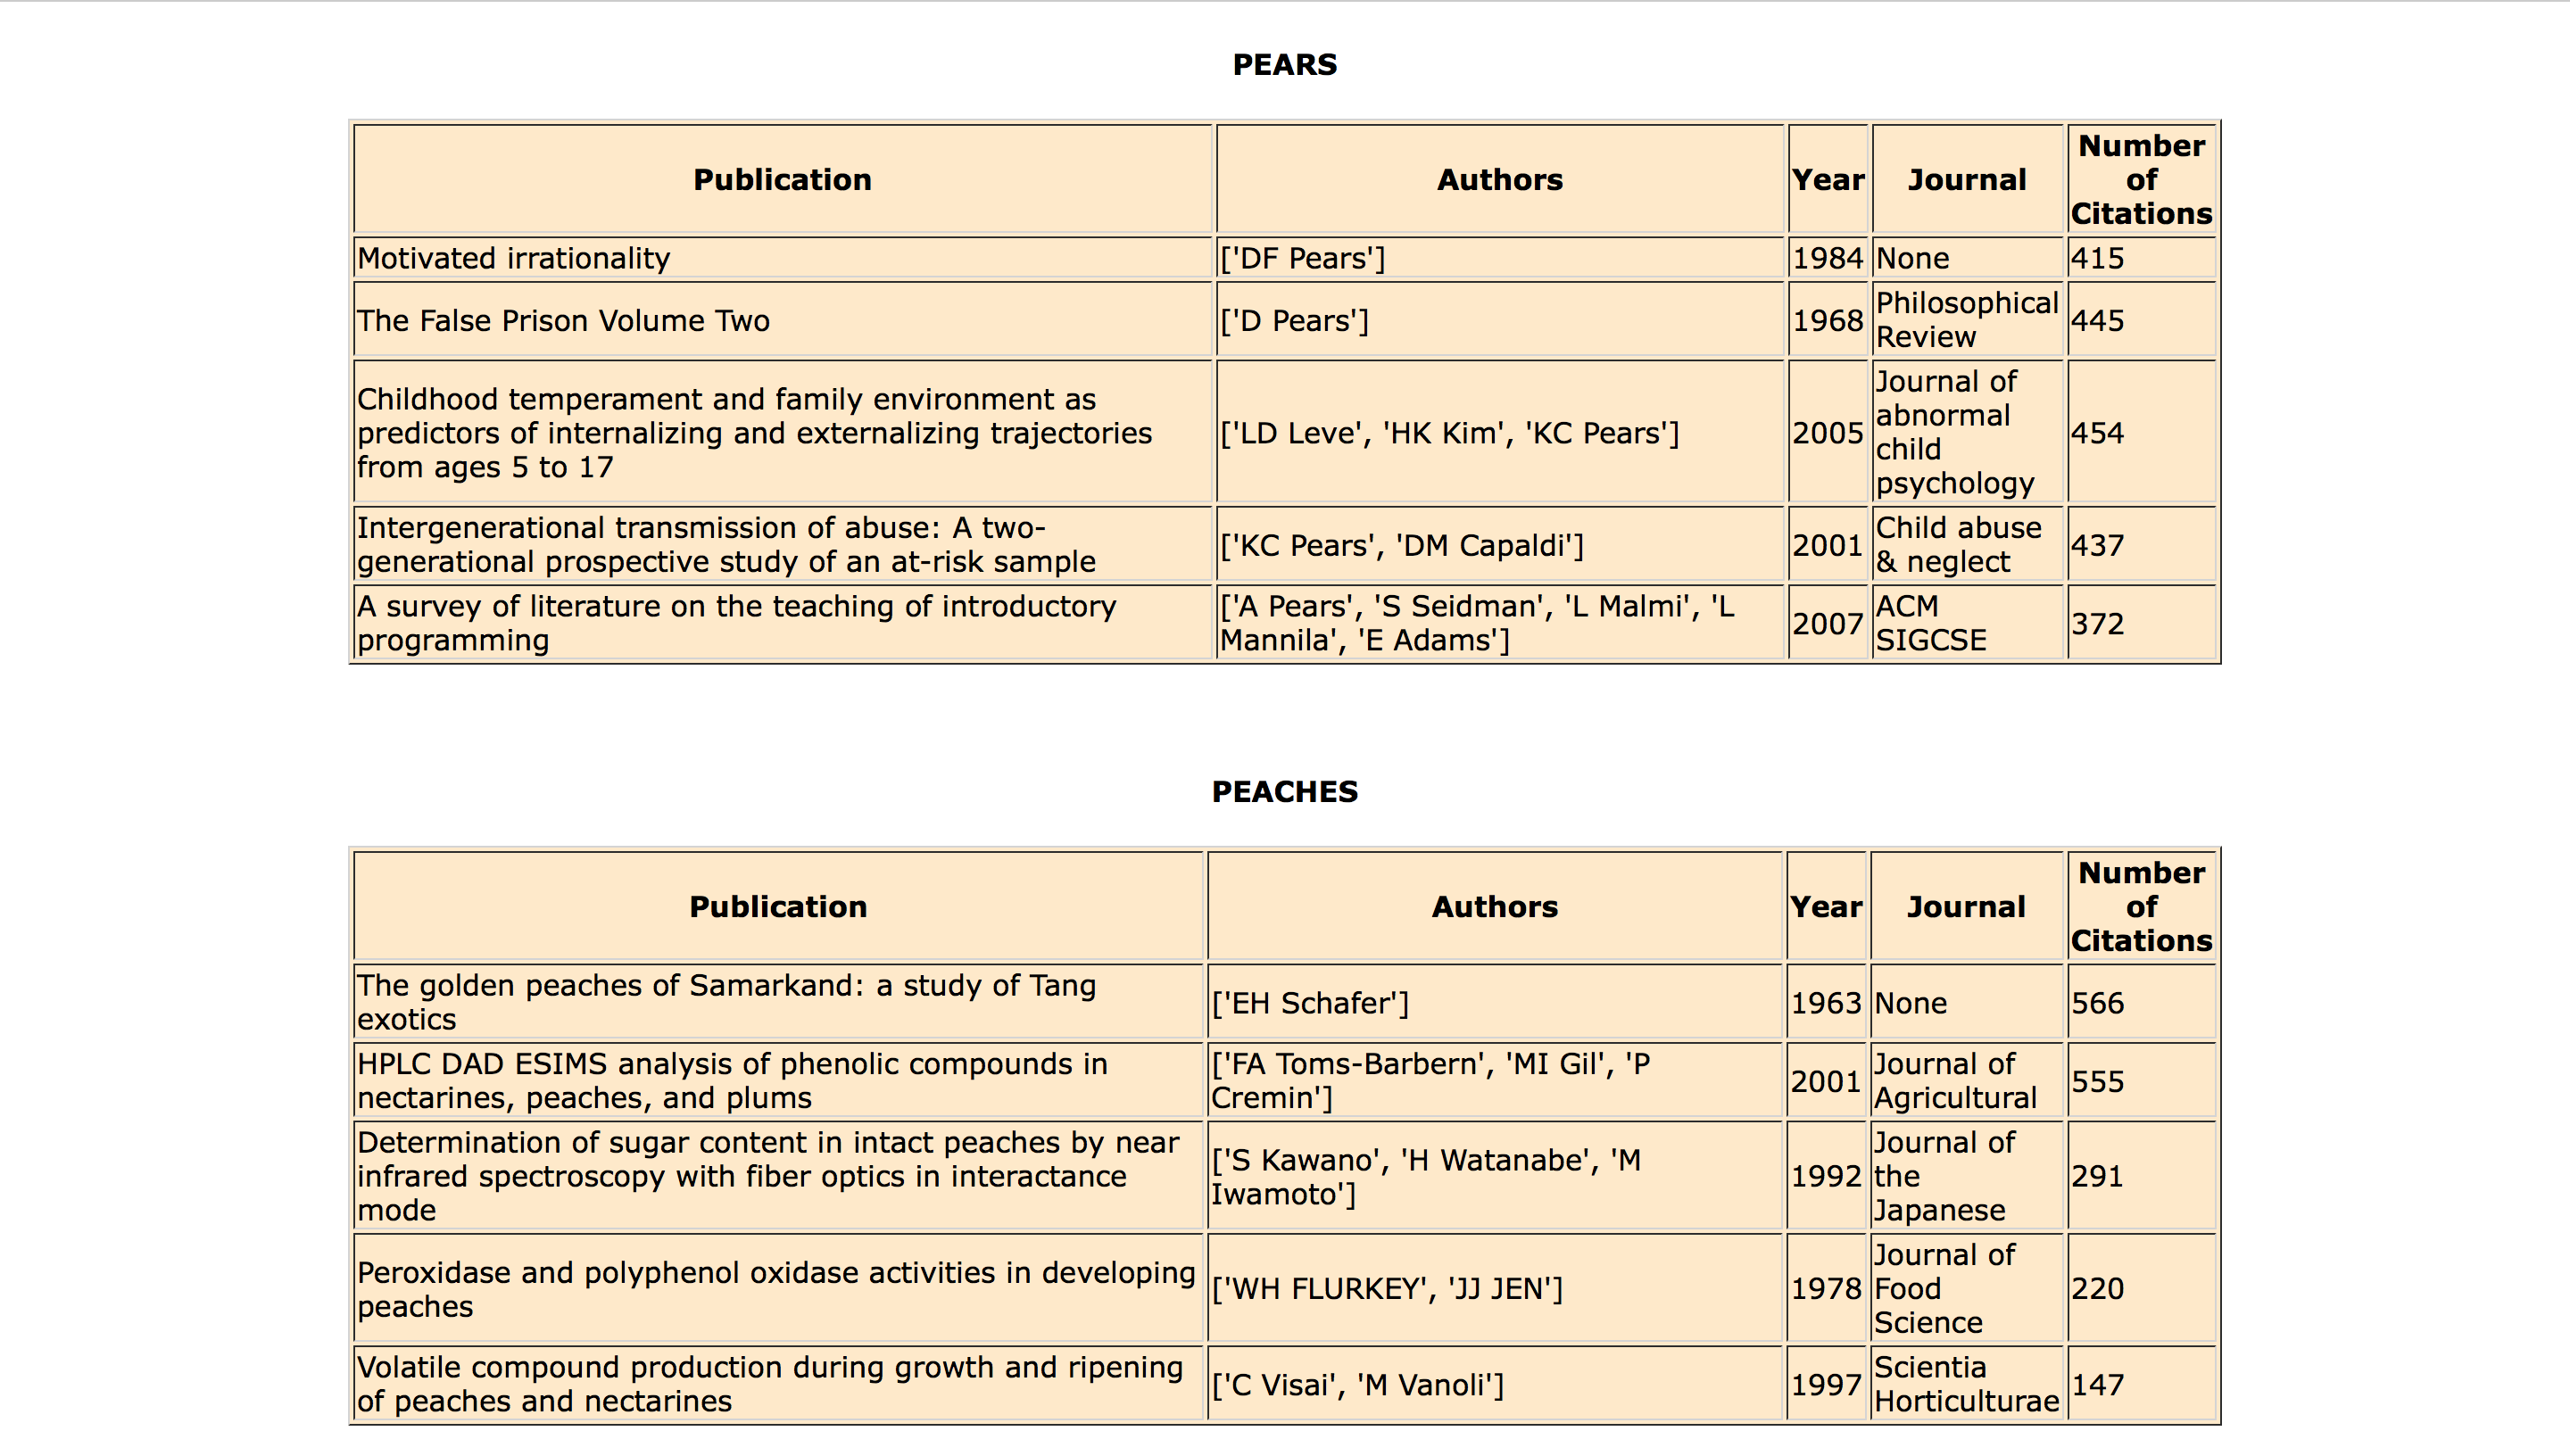 PEARS
Publication
Authors
Year
Journal
Number
of
Citations
Motivated irrationality
['DF Pears']
1984
None
415
The False Prison Volume Two
['D Pears']
1968
Philosophical
Review
445
Childhood temperament and family environment as
predictors of internalizing and externalizing trajectories
from ages 5 to 17
['LD Leve', 'HK Kim', 'KC Pears']
2005
Journal of
abnormal
child
psychology
454
Intergenerational transmission of abuse: A two-
generational prospective study of an at-risk sample
['KC Pears', 'DM Capaldi']
2001
Child abuse
& neglect
437
A survey of literature on the teaching of introductory
programming
['A Pears', 'S Seidman', 'L Malmi', 'L
Mannila', 'E Adams']
2007
ACM
SIGCSE
372
PEACHES
Publication
Authors
Year
Journal
Number
of
Citations
The golden peaches of Samarkand: a study of Tang
exotics
['EH Schafer']
1963
None
566
HPLC DAD ESIMS analysis of phenolic compounds in
nectarines, peaches, and plums
['FA Toms-Barbern', 'MI Gil', 'P
Cremin']
2001
Journal of
Agricultural
555
Determination of sugar content in intact peaches by near
infrared spectroscopy with fiber optics in interactance
mode
['S Kawano', 'H Watanabe', 'M
Iwamoto']
1992
Journal of
the
Japanese
291
Peroxidase and polyphenol oxidase activities in developing
peaches
['WH FLURKEY', 'JJ JEN']
1978
Journal of
Food
Science
220
Volatile compound production during growth and ripening
of peaches and nectarines
['C Visai', 'M Vanoli']
1997
Scientia
Horticulturae
147